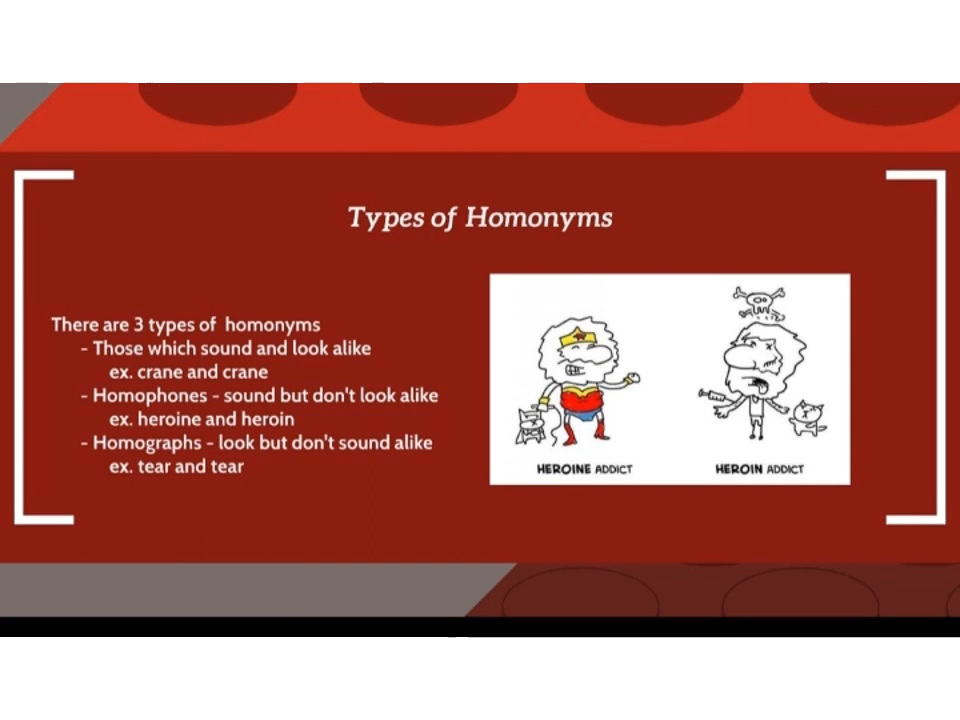 Types of Homonyms
There are 3 types of homonyms
- Those which sound and look alike
ex. crane and crane
- Homophones - sound but don't look alike
ex. heroine and heroin
- Homographs - look but don't sound alike
ex. tear and tear
HEROINE ADDICT
HEROIN ADDICT